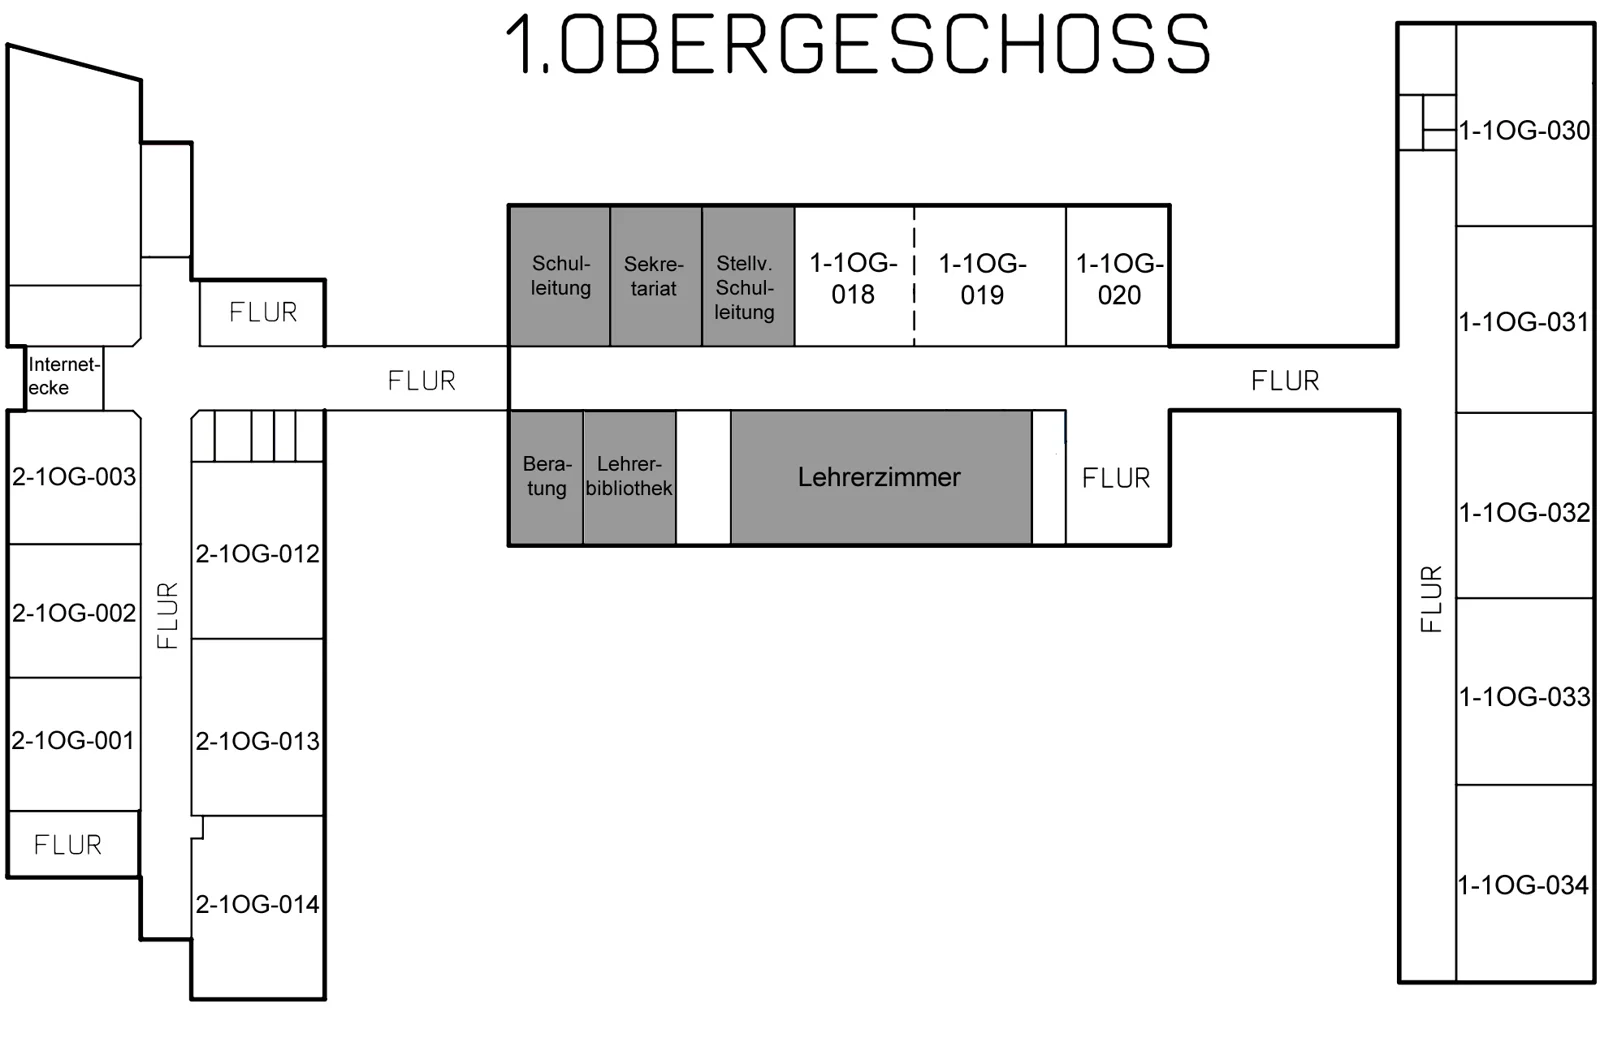 1.OBERGESCHOSS
1-1OG-030
Schul-
leitung
Sekre-
tariat
Stellv.
Schul-
leitung
1-1OG-
018
1-1OG-
019
1-1OG-
020
FLUR
1-1OG-031
Internet-
ecke
FLUR
FLUR
2-1OG-003
Bera-
tung
Lehrer-
bibliothek
Lehrerzimmer
FLUR
1-1OG-032
2-1OG-012
2-1OG-002
FLUR
FLUR
1-1OG-033
2-1OG-001
2-1OG-013
FLUR
1-1OG-034
2-1OG-014